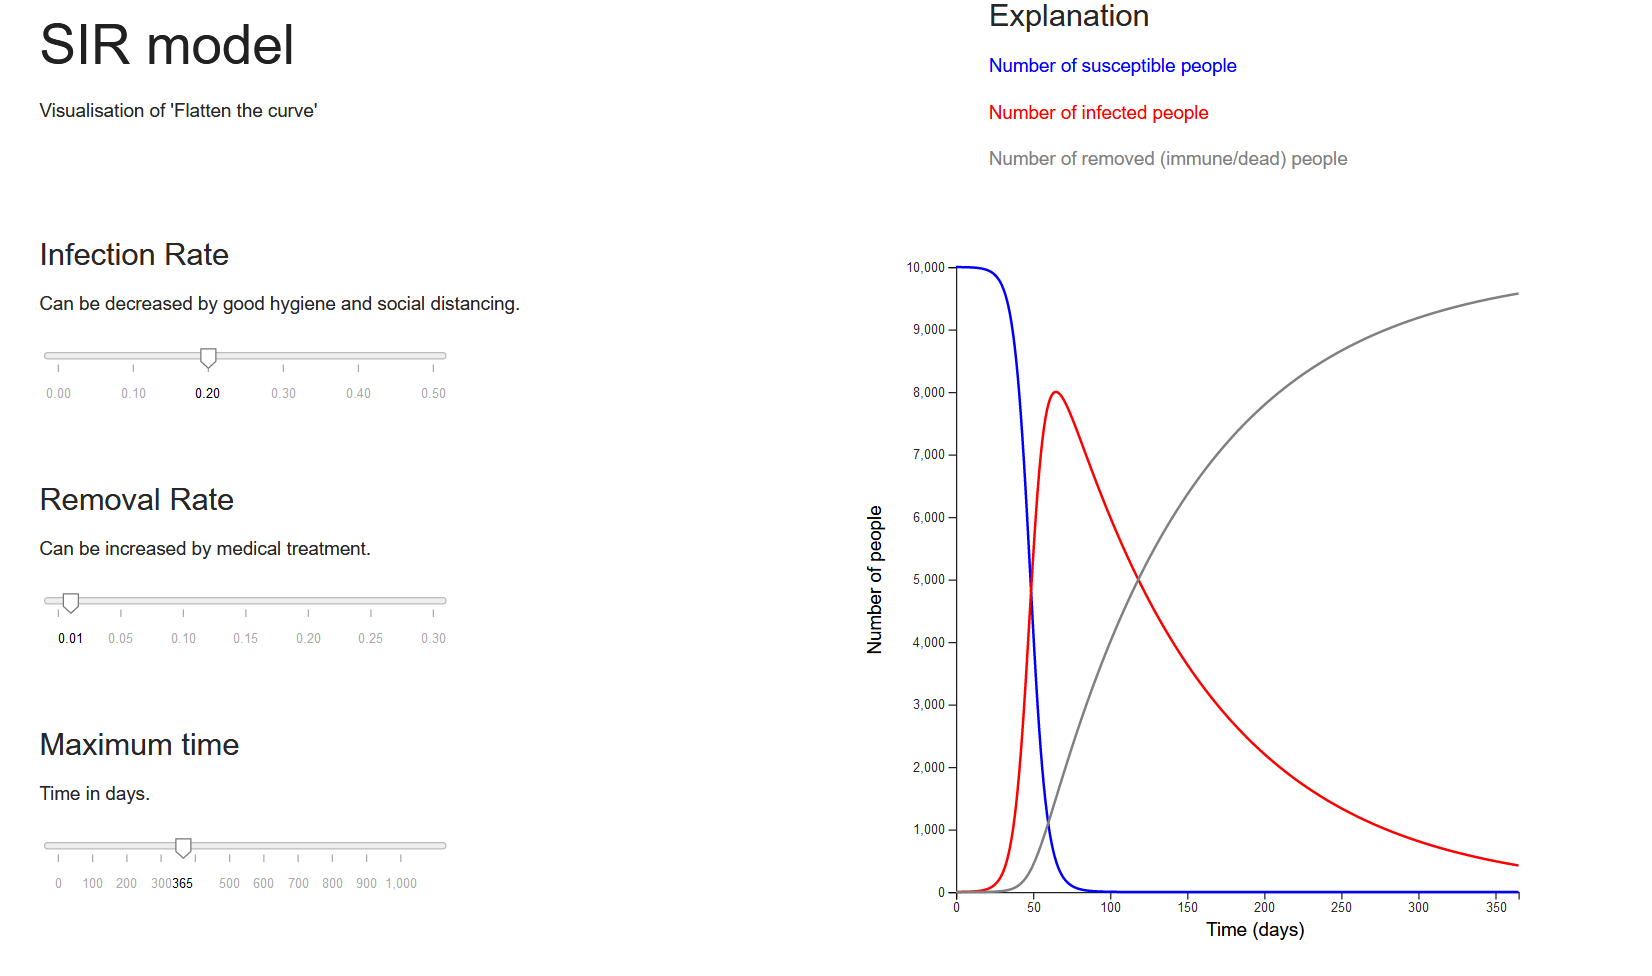 SIR model
Visualisation of 'Flatten the curve'
Infection Rate
Can be decreased by good hygiene and social distancing.
0.00 0.10 0.20 0.30 0.40 0.50
Removal Rate
Can be increased by medical treatment.
0.01 0.05 0.10 0.15 0.20 0.25 0.30
Maximum time
Time in days.
0 100 200 300 365 500 600 700 800 900 1,000
Explanation
Number of susceptible people
Number of infected people
Number of removed (immune/dead) people
10,000
9,000
8,000
7,000
6,000
5,000
4,000
3,000
2,000
1,000
0
Number of people
0 50 100 150 200 250 300 350
Time (days)